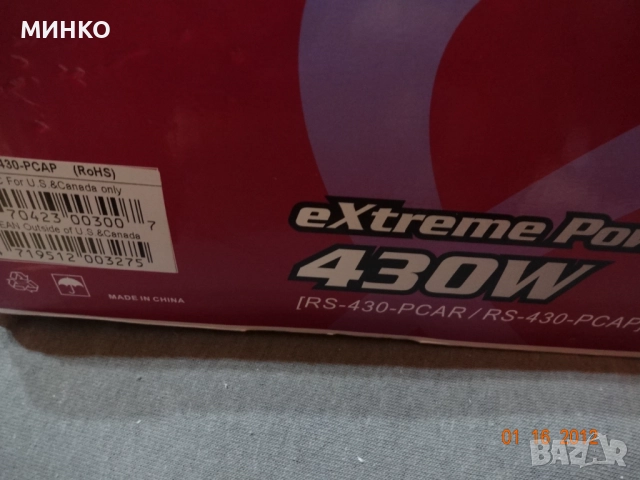 МИНКО
430-PCAP (RoHS)
For U.S.&Canada only
70423 00300 7
EAN Outside of U.S.&Canada
719512 003275
MADE IN CHINA
eXtreme Po
430W
[RS-430-PCAR / RS-430-PCAP]
01 16 2012
BAZAR